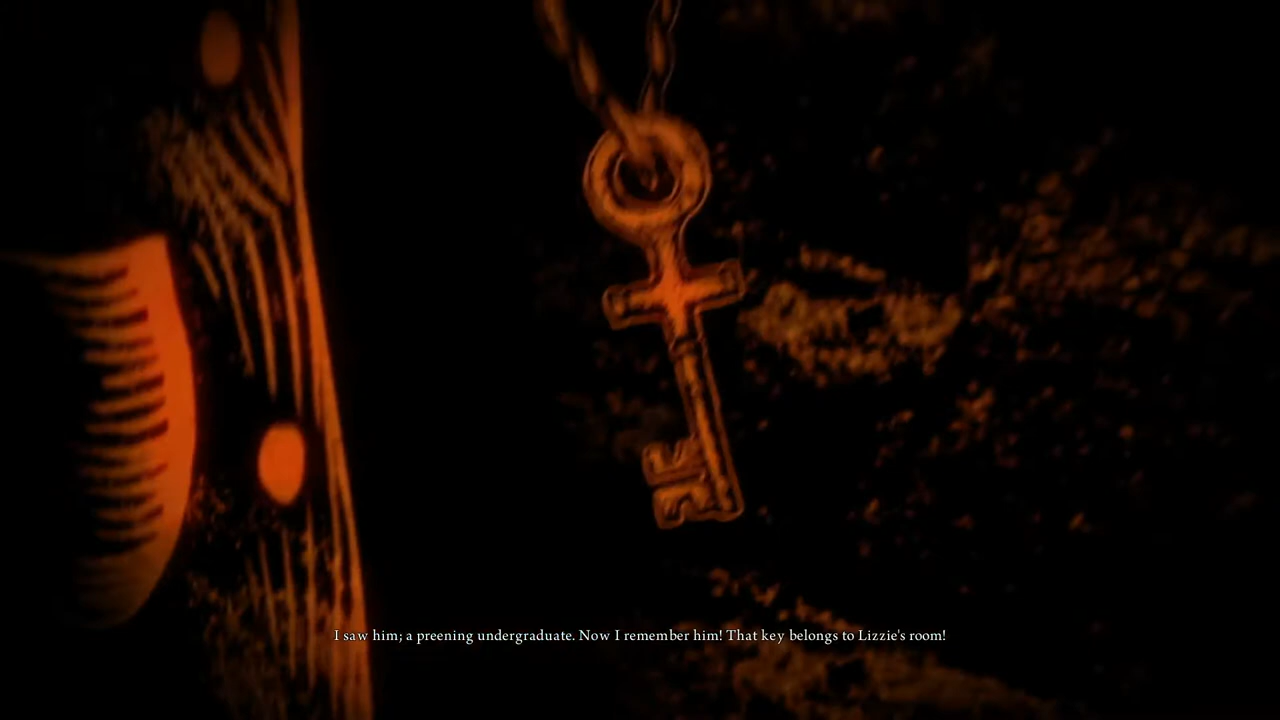 I saw him; a preening undergraduate. Now I remember him! That key belongs to Lizzie's room!